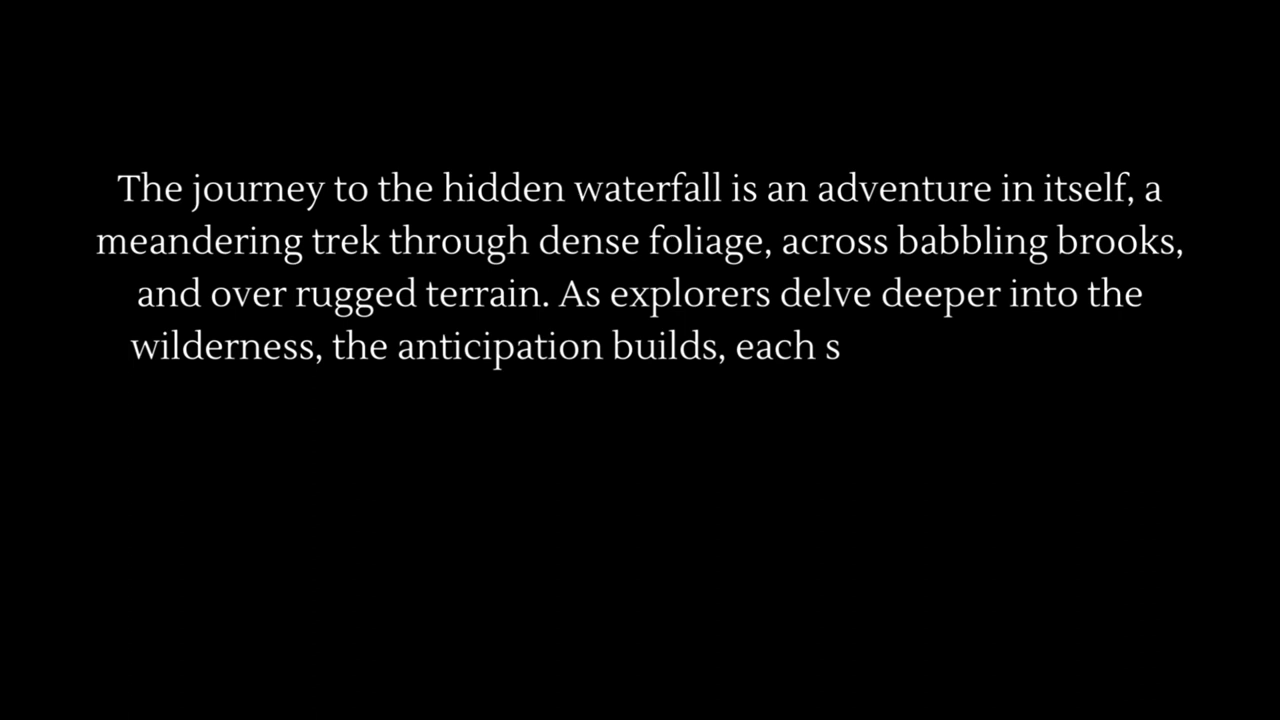 The journey to the hidden waterfall is an adventure in itself, a
meandering trek through dense foliage, across babbling brooks,
and over rugged terrain. As explorers delve deeper into the
wilderness, the anticipation builds, each s